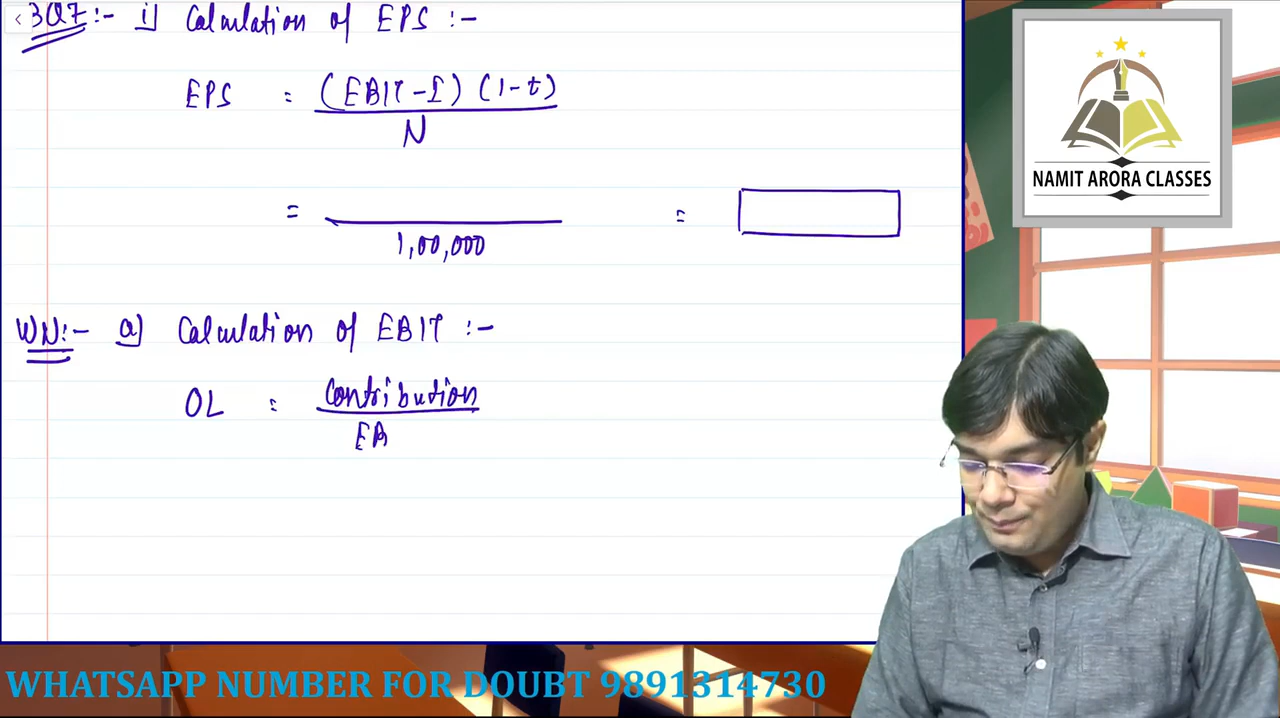 3Q7 :- i) Calculation of EPS :-
EPS = (EBIT-I) (1-t)
N
= =
1,00,000
WN:- a) Calculation of EBIT :-
OL = Contribution
EB
NAMIT ARORA CLASSES
WHATSAPP NUMBER FOR DOUBT 9891314730